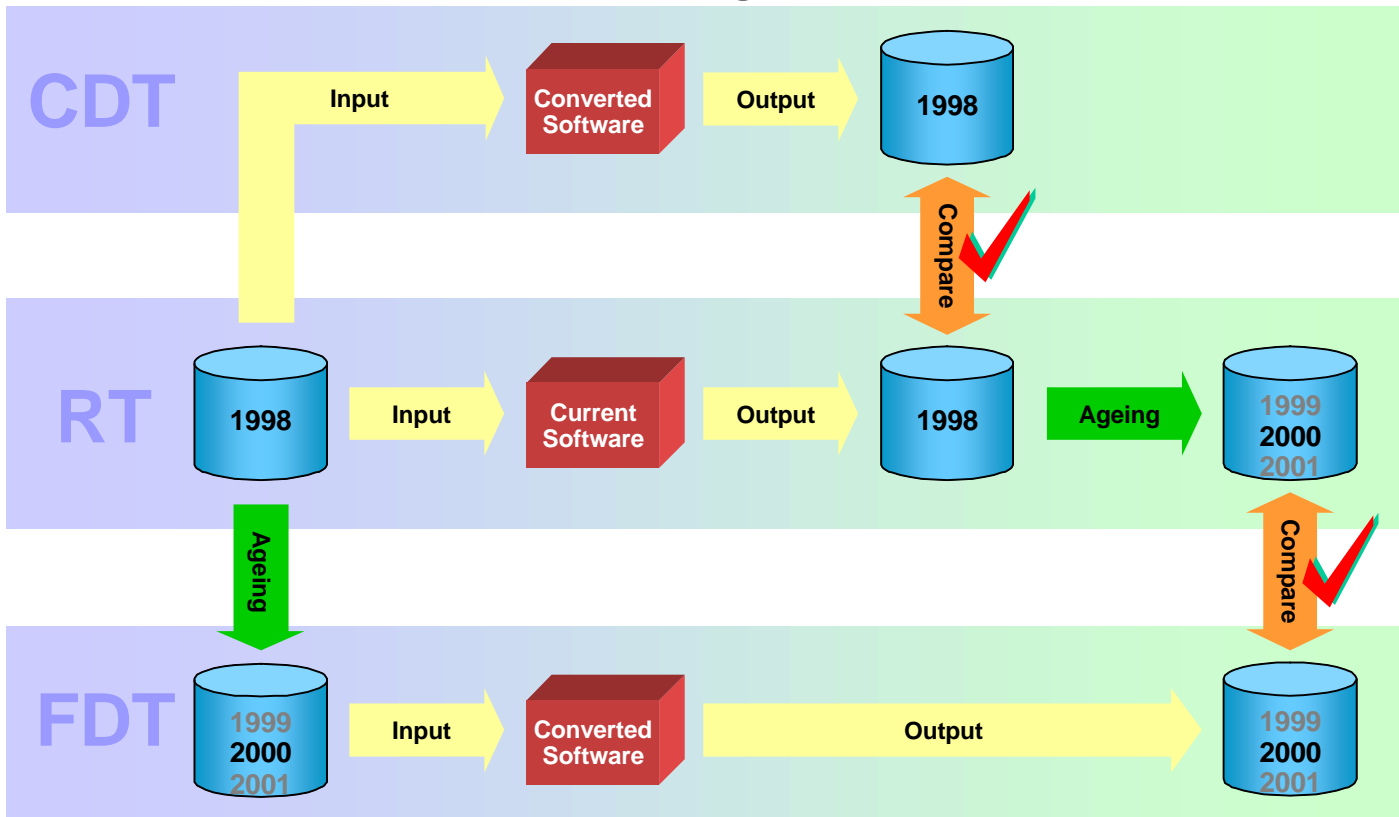 CDT
Input
Converted
Software
Output
1998
Compare
RT
1998
Input
Current
Software
Output
1998
Ageing
1999
2000
2001
Ageing
Compare
FDT
1999
2000
2001
Input
Converted
Software
Output
1999
2000
2001